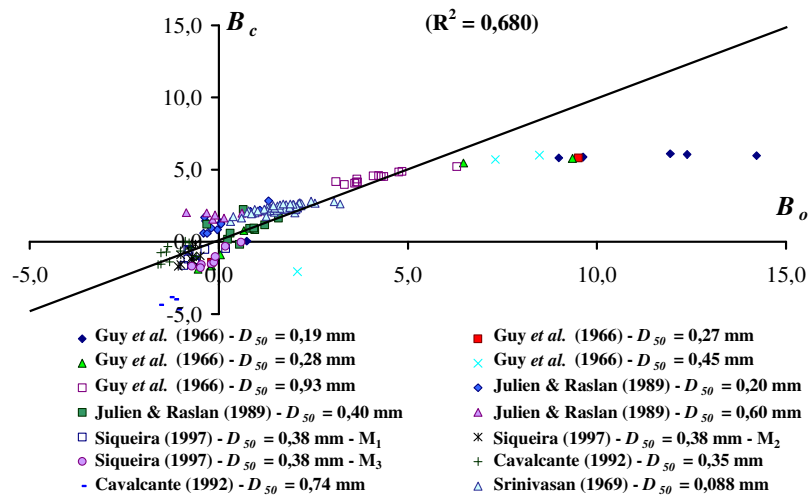 B c (R² = 0,680)
15,0
10,0
5,0
B o
0,0
-5,0 0,0 5,0 10,0 15,0
-5,0
Guy et al. (1966) - D 50 = 0,19 mm
Guy et al. (1966) - D 50 = 0,27 mm
Guy et al. (1966) - D 50 = 0,28 mm
Guy et al. (1966) - D 50 = 0,45 mm
Guy et al. (1966) - D 50 = 0,93 mm
Julien & Raslan (1989) - D 50 = 0,20 mm
Julien & Raslan (1989) - D 50 = 0,40 mm
Julien & Raslan (1989) - D 50 = 0,60 mm
Siqueira (1997) - D 50 = 0,38 mm - M1
Siqueira (1997) - D 50 = 0,38 mm - M2
Siqueira (1997) - D 50 = 0,38 mm - M3
Cavalcante (1992) - D 50 = 0,35 mm
Cavalcante (1992) - D 50 = 0,74 mm
Srinivasan (1969) - D 50 = 0,088 mm